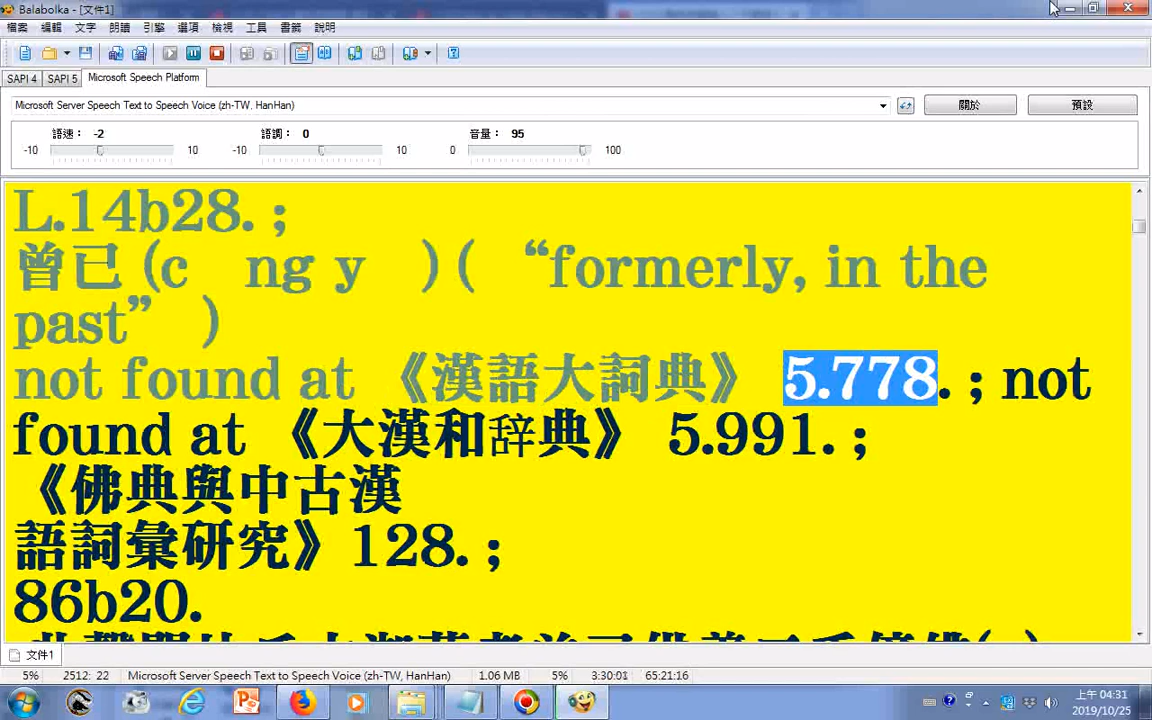 Balabolka - [文件1]
檔案 編輯 文字 朗讀 引擎 選項 檢視 工具 書籤 說明
SAPI 4 SAPI 5 Microsoft Speech Platform
Microsoft Server Speech Text to Speech Voice (zh-TW, HanHan) 關於 預設
語速： -2 語調： 0 音量： 95
-10 10 -10 10 0 100
L.14b28. ;
曾已 (c ng y ) ( “formerly, in the
past” )
not found at 《漢語大詞典》 5.778. ; not
found at 《大漢和辞典》 5.991. ;
《佛典與中古漢
語詞彙研究》128. ;
86b20.
文件1
5% 2512: 22 Microsoft Server Speech Text to Speech Voice (zh-TW, HanHan) 1.06 MB 5% 3:30:01 65:21:16
上午 04:31
2019/10/25